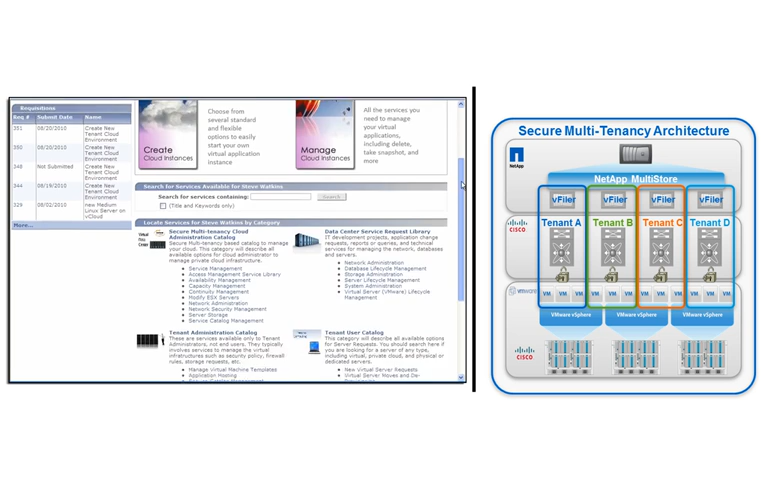 Requisitions
Req # Submit Date Name
351 08/20/2010 Create New
Tenant Cloud
Environment
350 08/20/2010 Create New
Tenant Cloud
Environment
348 Not Submitted Create New
Tenant Cloud
Environment
344 08/19/2010 Create New
Tenant Cloud
Environment
329 08/02/2010 new Medium
Linux Server on
vCloud
More...
Create
Cloud Instances
Choose from
several standard
and flexible
options to easily
start your own
virtual application
instance
Manage
Cloud Instances
All the services you
need to manage
your virtual
applications,
including delete,
take snapshot, and
more
Search for Services Available for Steve Watkins
Search for services containing: Search
(Title and Keywords only)
Locate Services for Steve Watkins by Category
Secure Multi-tenancy Cloud
Administration Catalog
Secure Multi-tenancy based catalog to manage
your cloud. This category will describe all
available options for cloud administrator to
manage private cloud infrastructure.
Service Management
Access Management Service Library
Availability Management
Capacity Management
Continuity Management
Modify ESX Servers
Network Administration
Network Security Management
Server Storage
Service Catalog Management
Data Center Service Request Library
IT development projects, application change
requests, reports or queries, and technical
services for managing the network, databases
and servers.
Network Administration
Database Lifecycle Management
Storage Administration
Server Lifecycle Management
System Administration
Virtual Server (VMware) Lifecycle
Management
Tenant Administration Catalog
These are services available only to Tenant
Administrators, not end users. They typically
involves services to manage the virtual
infrastructures such as security policy, firewall
rules, storage requests, etc.
Manage Virtual Machine Templates
Application Hosting
Tenant User Catalog
This category will describe all available options
for Server Requests. You should search here if
you are looking for a server of any type,
including virtual, private cloud, and physical or
dedicated servers.
New Virtual Server Requests
Virtual Server Moves and De-
Secure Multi-Tenancy Architecture
NetApp
NetApp MultiStore
vFiler vFiler vFiler vFiler
CISCO
Tenant A Tenant B Tenant C Tenant D
vmware
VM VM VM VM VM VM VM VM VM VM VM VM
VMware vSphere VMware vSphere VMware vSphere
CISCO